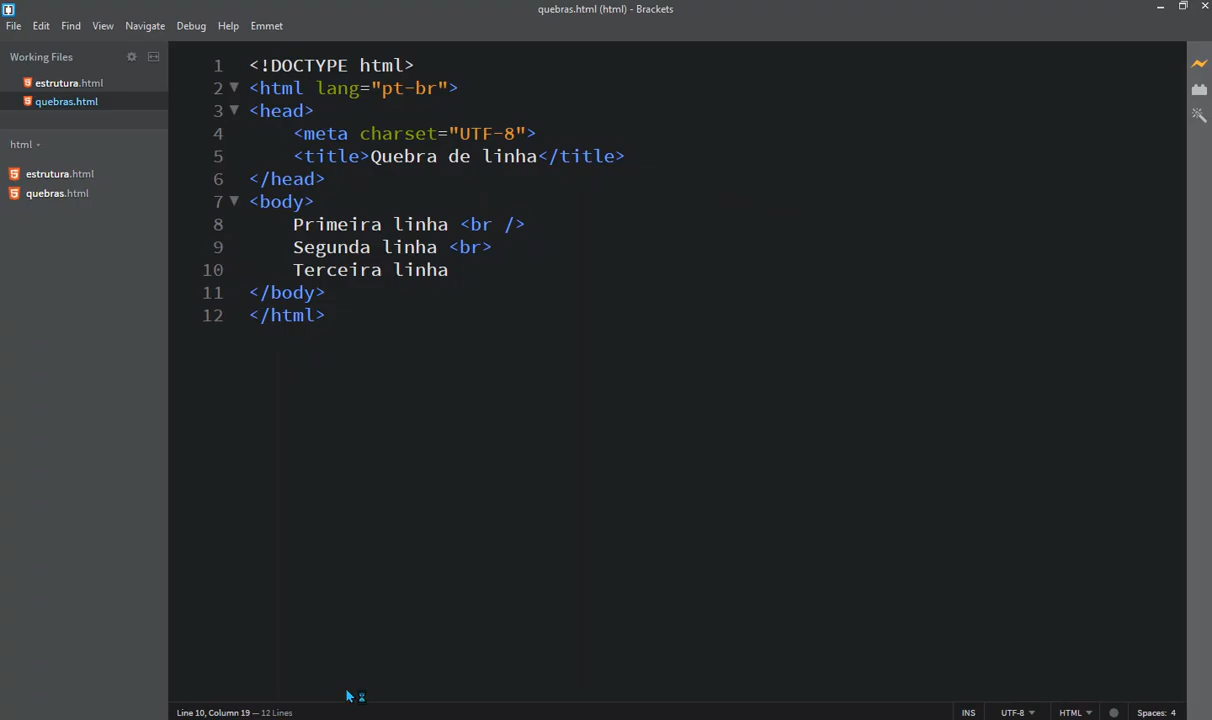 quebras.html (html) - Brackets
File Edit Find View Navigate Debug Help Emmet
Working Files
estrutura.html
quebras.html
html
estrutura.html
quebras.html
1 <!DOCTYPE html>
2 <html lang="pt-br">
3 <head>
4 <meta charset="UTF-8">
5 <title>Quebra de linha</title>
6 </head>
7 <body>
8 Primeira linha <br />
9 Segunda linha <br>
10 Terceira linha
11 </body>
12 </html>
Line 10, Column 19 — 12 Lines
INS UTF-8 HTML Spaces: 4